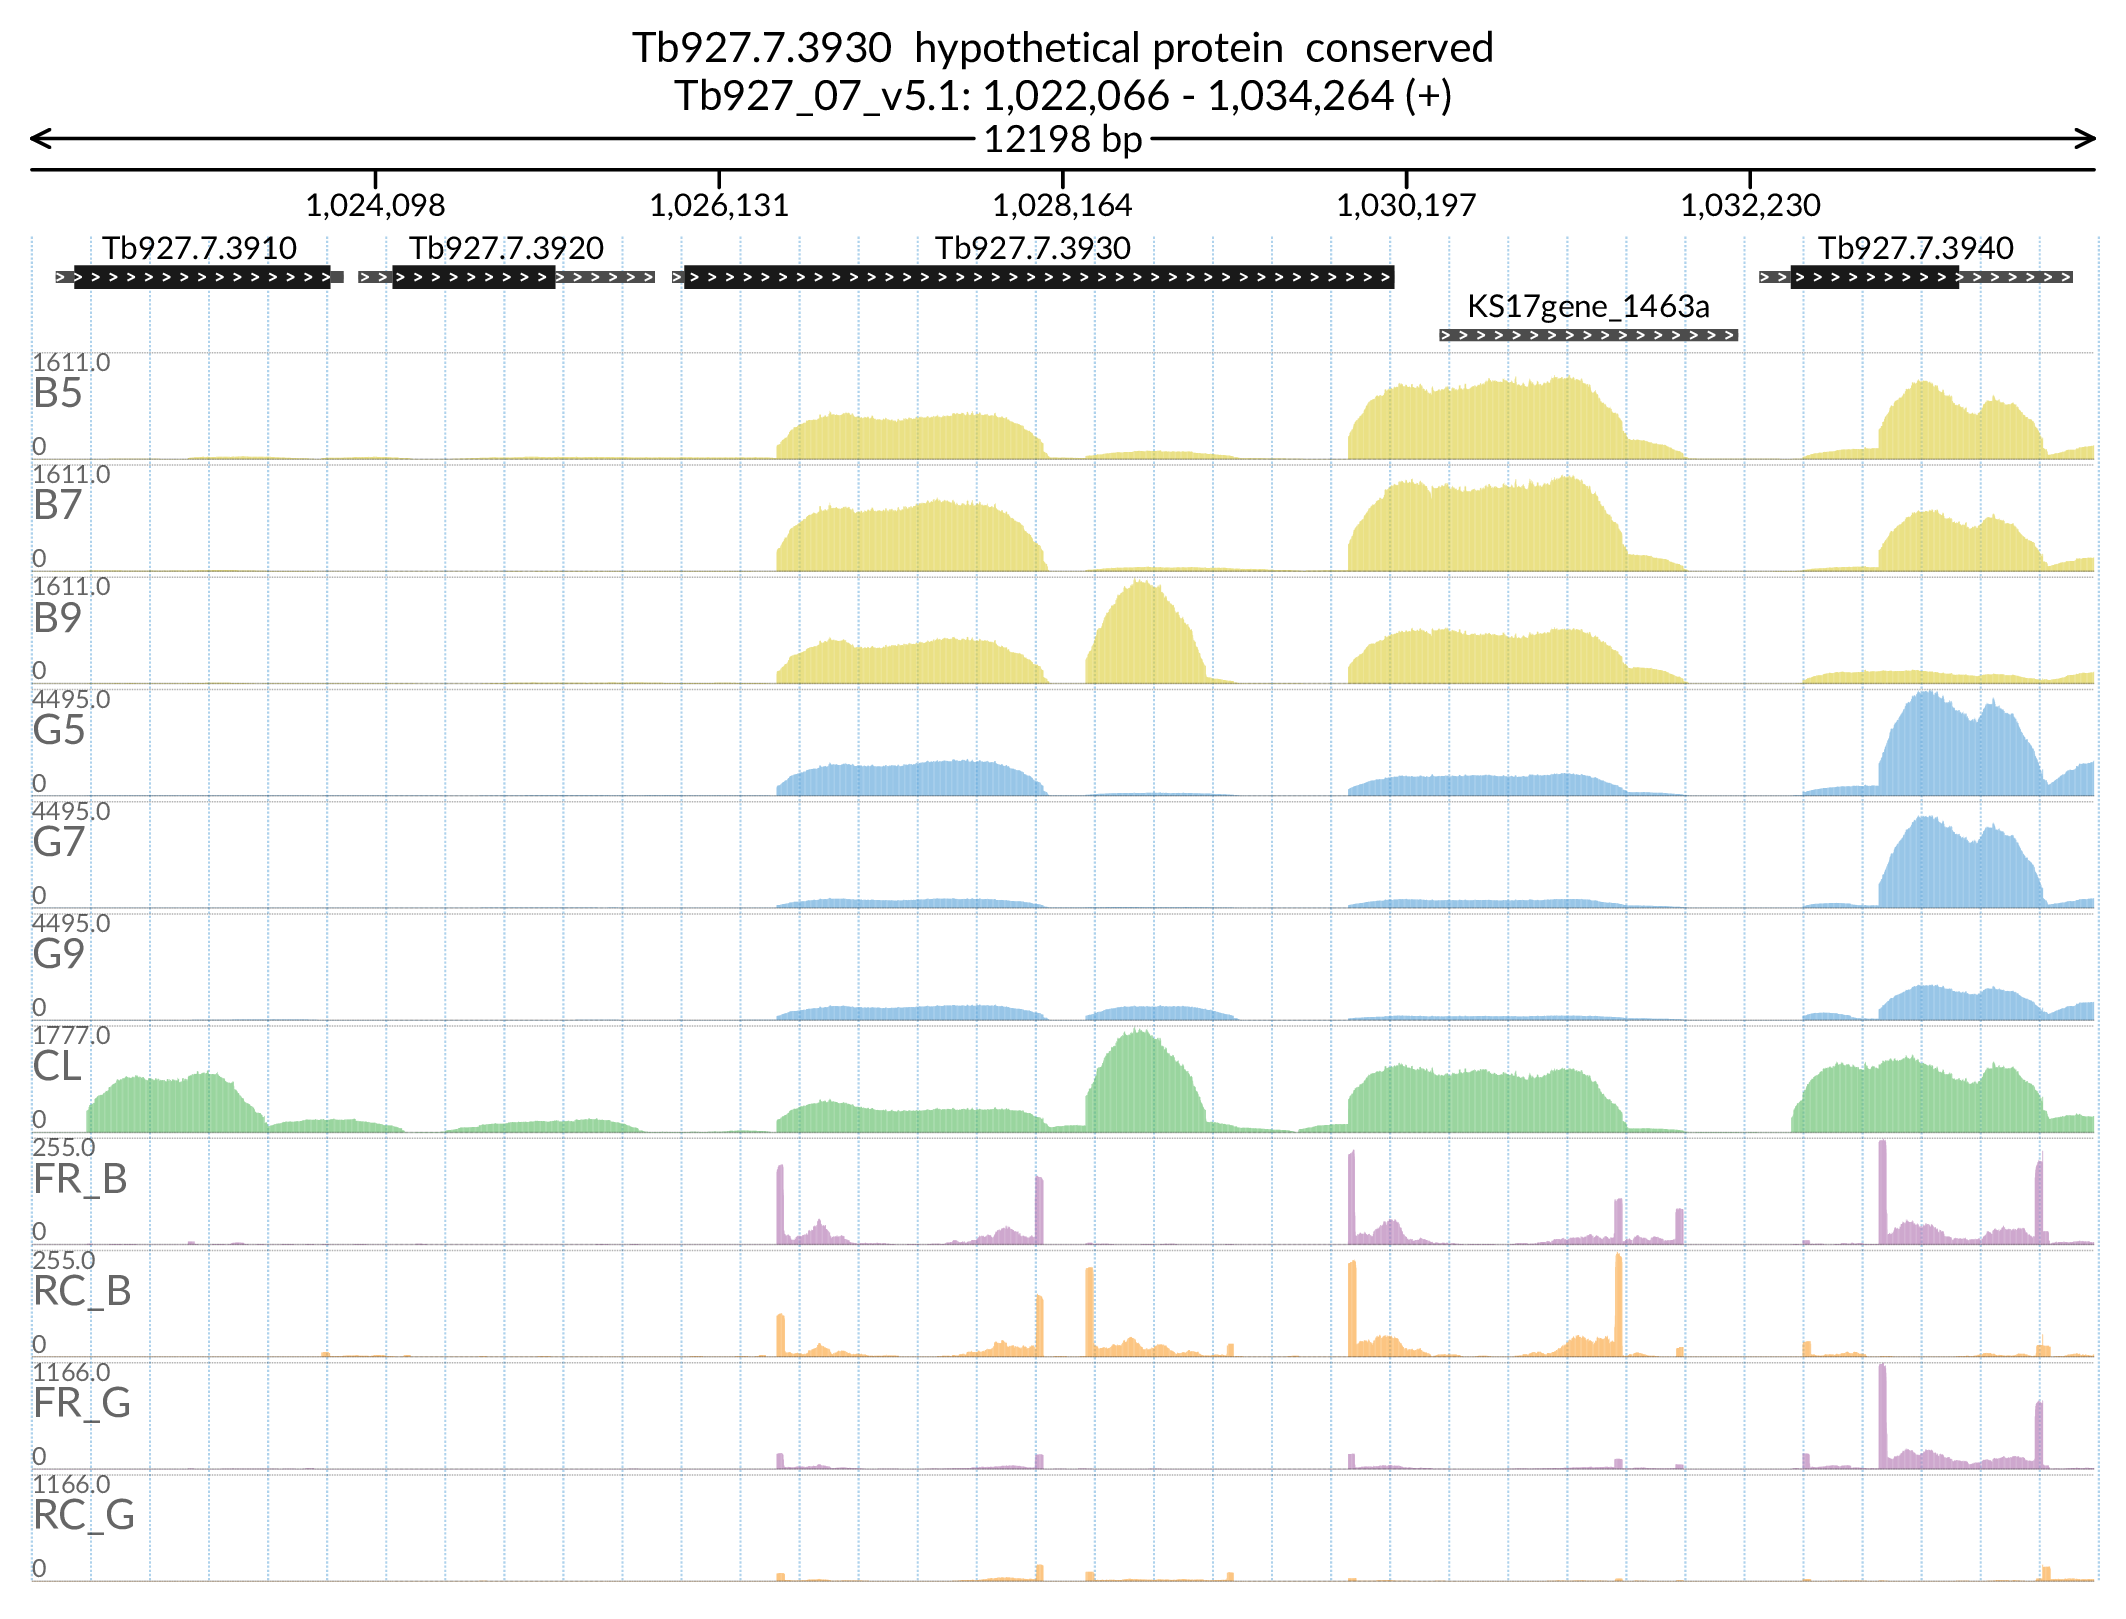 Tb927.7.3930  hypothetical protein  conserved
Tb927_07_v5.1: 1,022,066 - 1,034,264 (+)
12198 bp
1,024,098 1,026,131 1,028,164 1,030,197 1,032,230
Tb927.7.3910 Tb927.7.3920 Tb927.7.3930 Tb927.7.3940
KS17gene_1463a
1611.0
B5
0
1611.0
B7
0
1611.0
B9
0
4495.0
G5
0
4495.0
G7
0
4495.0
G9
0
1777.0
CL
0
255.0
FR_B
0
255.0
RC_B
0
1166.0
FR_G
0
1166.0
RC_G
0